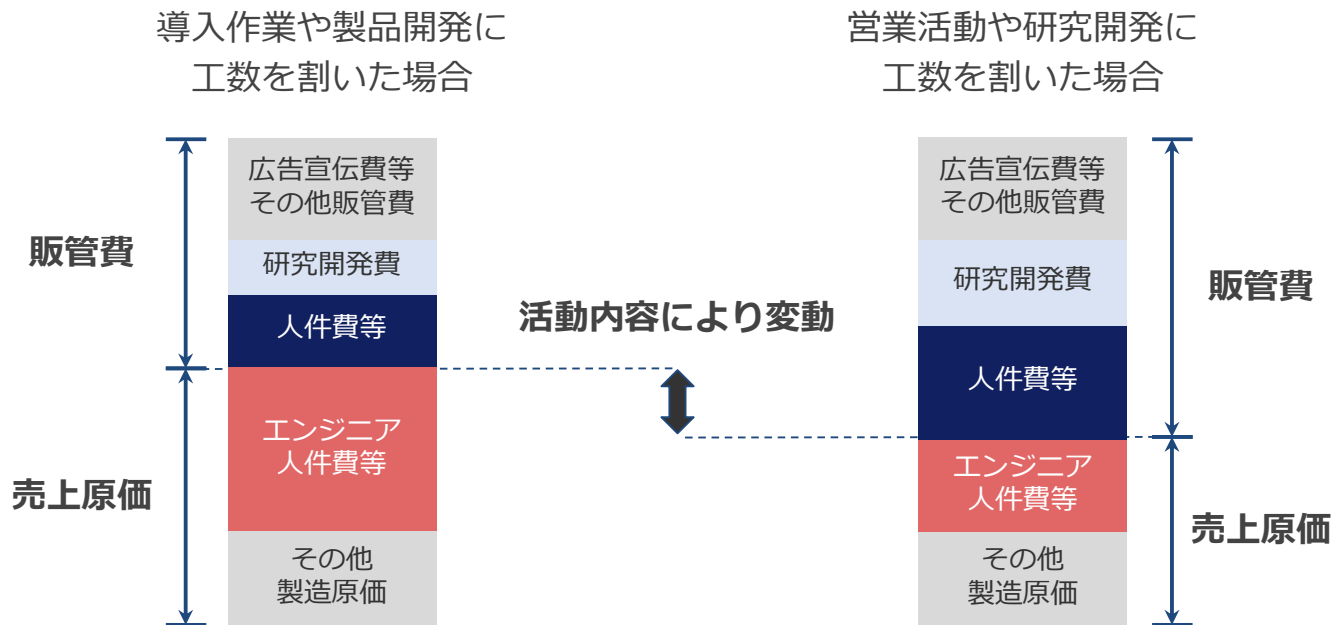 導入作業や製品開発に
工数を割いた場合
営業活動や研究開発に
工数を割いた場合
販管費
広告宣伝費等
その他販管費
研究開発費
人件費等
売上原価
エンジニア
人件費等
その他
製造原価
活動内容により変動
広告宣伝費等
その他販管費
研究開発費
人件費等
販管費
エンジニア
人件費等
その他
製造原価
売上原価